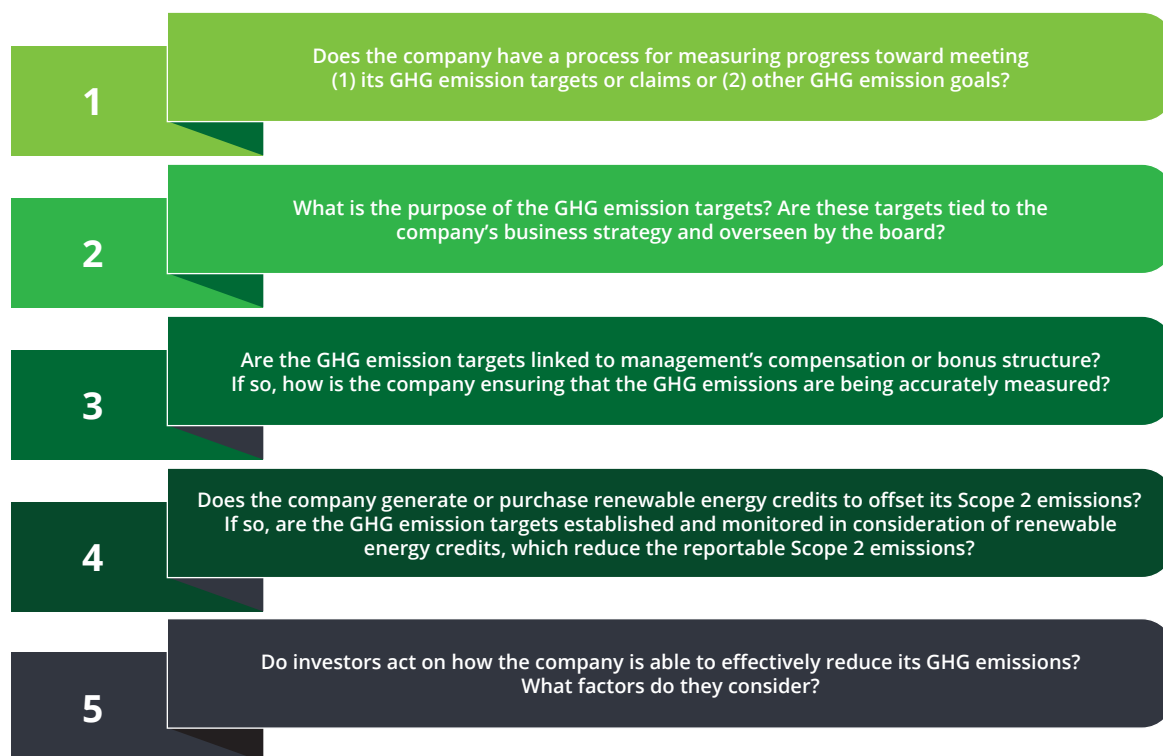 1
Does the company have a process for measuring progress toward meeting
(1) its GHG emission targets or claims or (2) other GHG emission goals?
2
What is the purpose of the GHG emission targets? Are these targets tied to the
company’s business strategy and overseen by the board?
3
Are the GHG emission targets linked to management’s compensation or bonus structure?
If so, how is the company ensuring that the GHG emissions are being accurately measured?
4
Does the company generate or purchase renewable energy credits to offset its Scope 2 emissions?
If so, are the GHG emission targets established and monitored in consideration of renewable
energy credits, which reduce the reportable Scope 2 emissions?
5
Do investors act on how the company is able to effectively reduce its GHG emissions?
What factors do they consider?